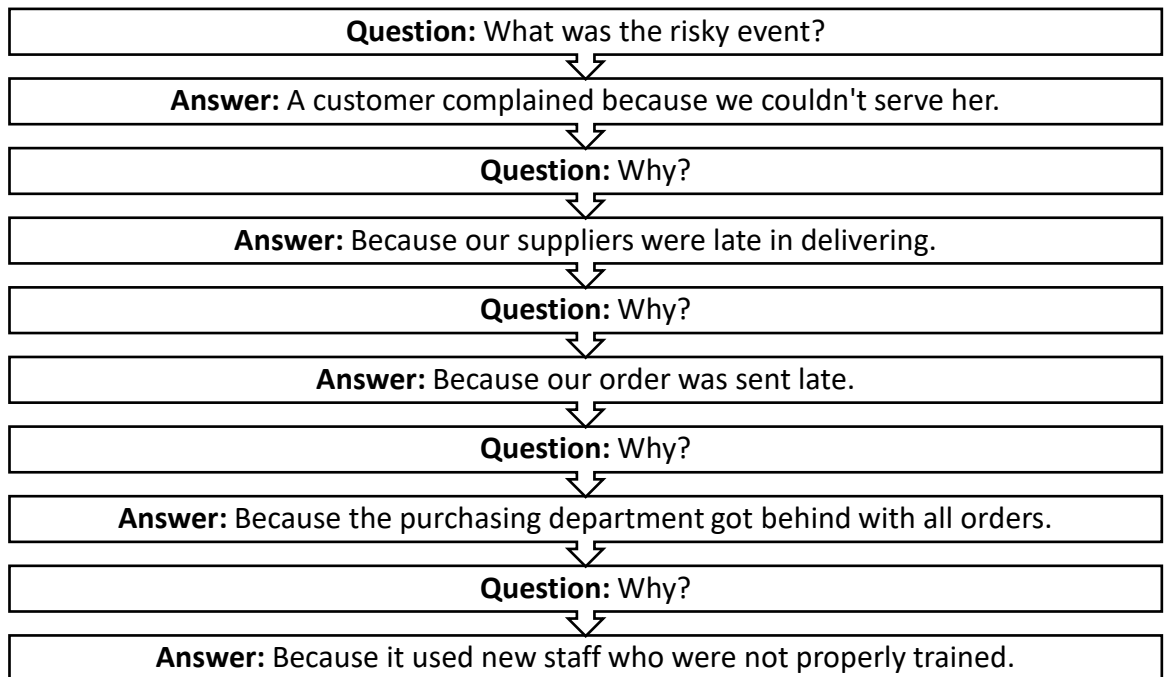 Question: What was the risky event?
Answer: A customer complained because we couldn't serve her.
Question: Why?
Answer: Because our suppliers were late in delivering.
Question: Why?
Answer: Because our order was sent late.
Question: Why?
Answer: Because the purchasing department got behind with all orders.
Question: Why?
Answer: Because it used new staff who were not properly trained.